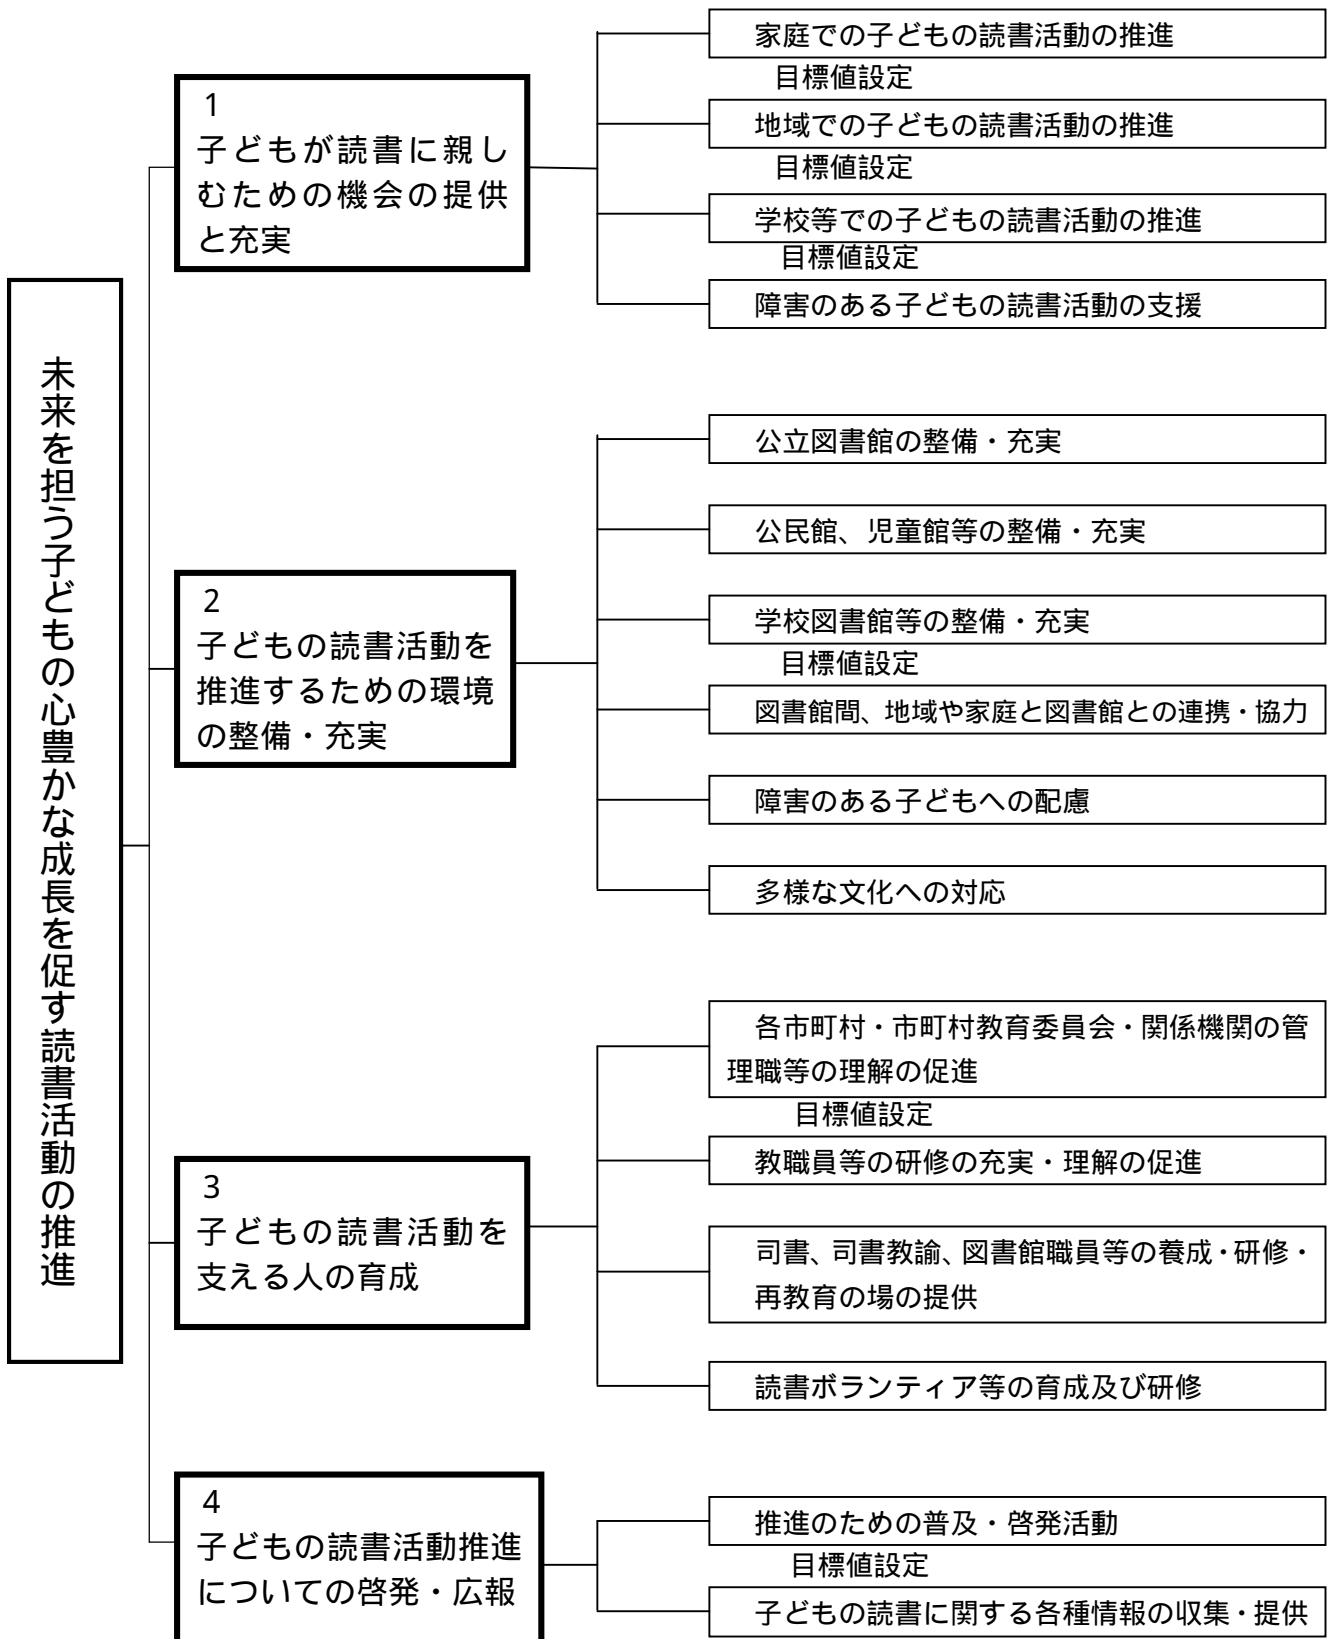 未来を担う子どもの心豊かな成長を促す読書活動の推進
1
子どもが読書に親し
むための機会の提供
と充実
家庭での子どもの読書活動の推進
目標値設定
地域での子どもの読書活動の推進
目標値設定
学校等での子どもの読書活動の推進
目標値設定
障害のある子どもの読書活動の支援
2
子どもの読書活動を
推進するための環境
の整備・充実
公立図書館の整備・充実
公民館、児童館等の整備・充実
学校図書館等の整備・充実
目標値設定
図書館間、地域や家庭と図書館との連携・協力
障害のある子どもへの配慮
多様な文化への対応
3
子どもの読書活動を
支える人の育成
各市町村・市町村教育委員会・関係機関の管
理職等の理解の促進
目標値設定
教職員等の研修の充実・理解の促進
司書、司書教諭、図書館職員等の養成・研修・
再教育の場の提供
読書ボランティア等の育成及び研修
4
子どもの読書活動推進
についての啓発・広報
推進のための普及・啓発活動
目標値設定
子どもの読書に関する各種情報の収集・提供